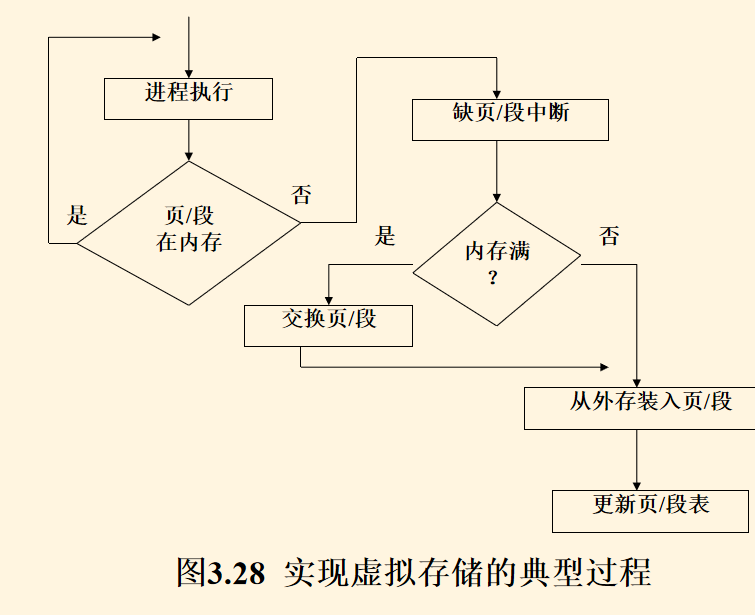 进程执行
缺页/段中断
是
否
页/段
在内存
是
否
内存满
?
交换页/段
从外存装入页/段
更新页/段表
图3.28 实现虚拟存储的典型过程